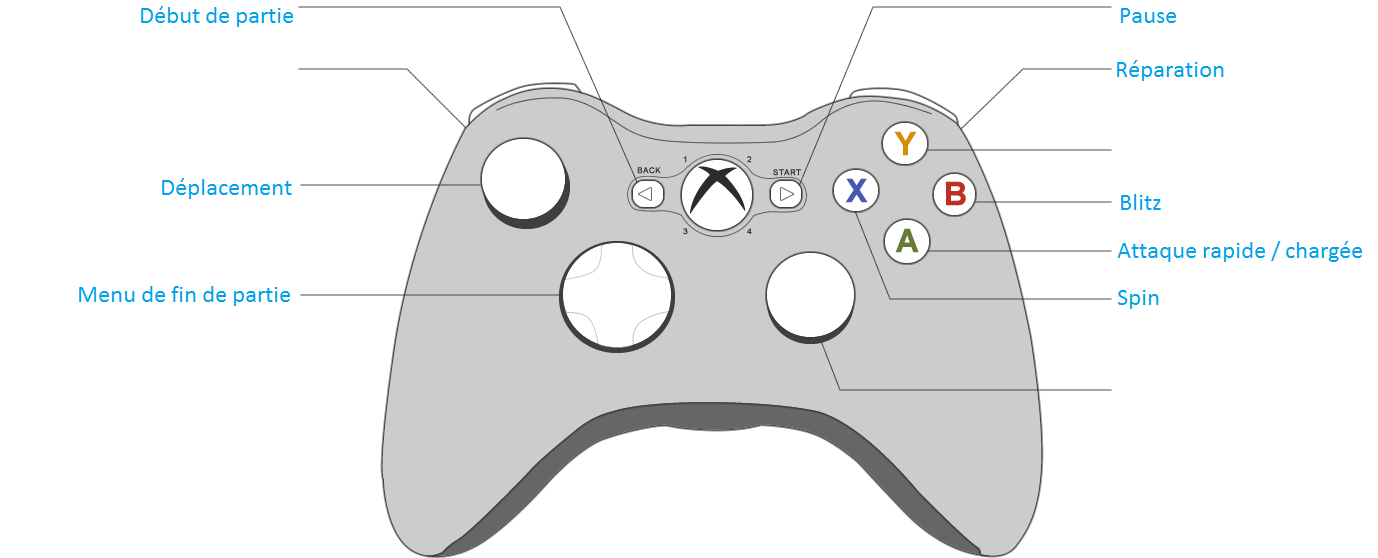 Début de partie
Pause
Réparation
Y
BACK
1
2
START
Déplacement
X
B
Blitz
3
4
A
Attaque rapide / chargée
Menu de fin de partie
Spin